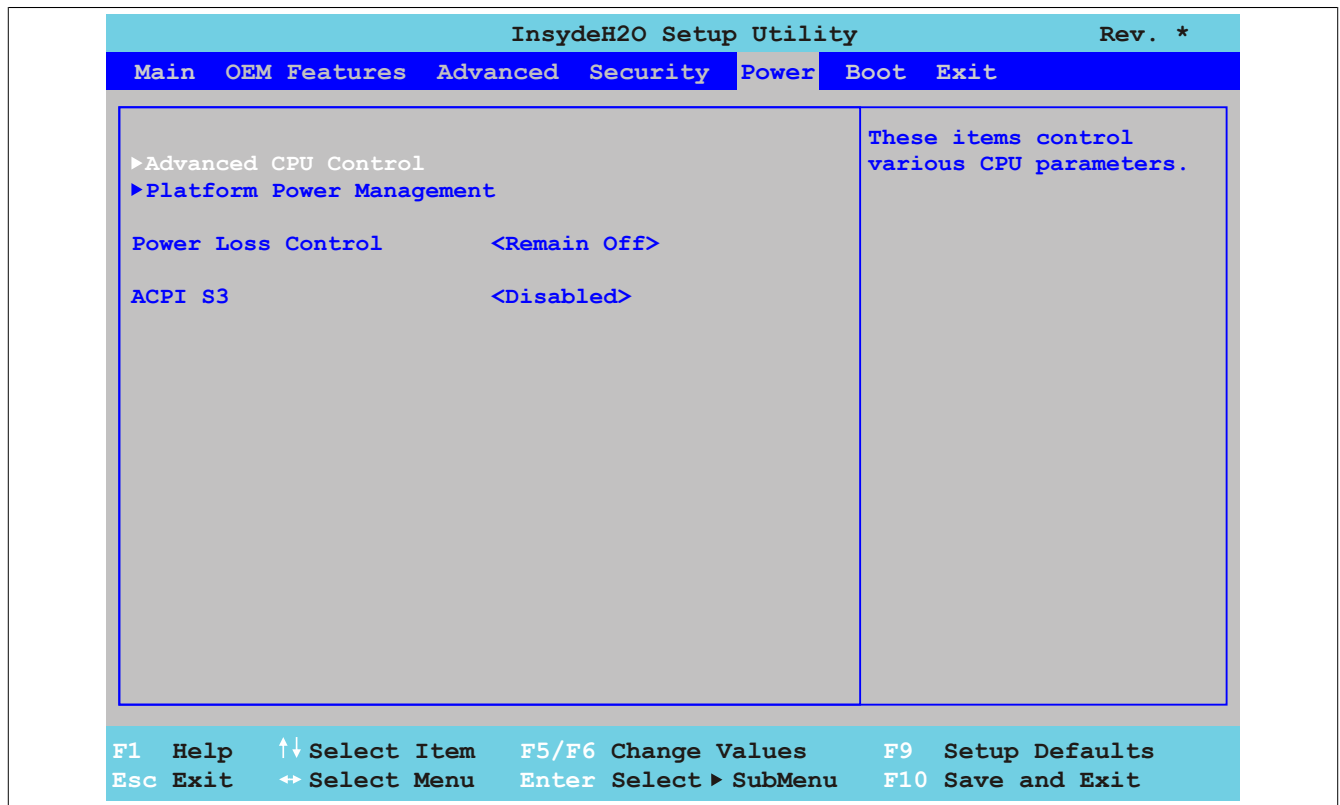 InsydeH2O Setup Utility Rev. *
Main OEM Features Advanced Security Power Boot Exit
▶Advanced CPU Control
▶Platform Power Management
Power Loss Control <Remain Off>
ACPI S3 <Disabled>
These items control
various CPU parameters.
F1 Help ↑↓ Select Item F5/F6 Change Values F9 Setup Defaults
Esc Exit ↔ Select Menu Enter Select ▶ SubMenu F10 Save and Exit